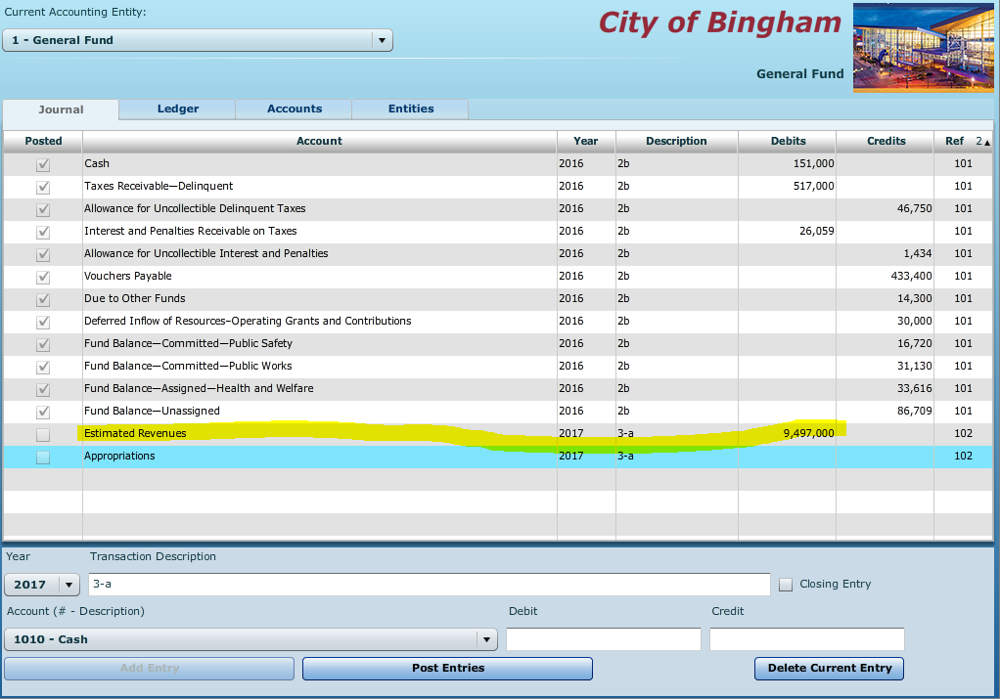 Current Accounting Entity:
City of Bingham
1 - General Fund
General Fund
Journal Ledger Accounts Entities
Posted Account Year Description Debits Credits Ref 2▲
Cash 2016 2b 151,000 101
Taxes Receivable—Delinquent 2016 2b 517,000 101
Allowance for Uncollectible Delinquent Taxes 2016 2b 46,750 101
Interest and Penalties Receivable on Taxes 2016 2b 26,059 101
Allowance for Uncollectible Interest and Penalties 2016 2b 1,434 101
Vouchers Payable 2016 2b 433,400 101
Due to Other Funds 2016 2b 14,300 101
Deferred Inflow of Resources–Operating Grants and Contributions 2016 2b 30,000 101
Fund Balance—Committed—Public Safety 2016 2b 16,720 101
Fund Balance—Committed—Public Works 2016 2b 31,130 101
Fund Balance—Assigned—Health and Welfare 2016 2b 33,616 101
Fund Balance—Unassigned 2016 2b 86,709 101
Estimated Revenues 2017 3-a 9,497,000 102
Appropriations 2017 3-a 102
Year Transaction Description
2017 3-a Closing Entry
Account (# - Description) Debit Credit
1010 - Cash
Add Entry Post Entries Delete Current Entry